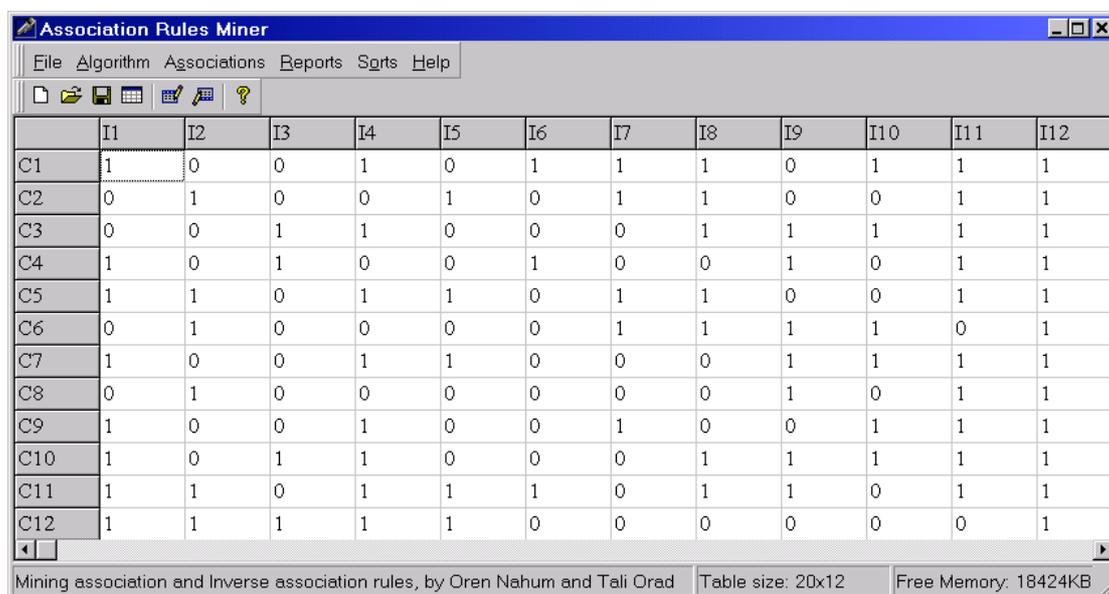 Association Rules Miner
File Algorithm Associations Reports Sorts Help
I1 I2 I3 I4 I5 I6 I7 I8 I9 I10 I11 I12
C1 1 0 0 1 0 1 1 1 0 1 1 1
C2 0 1 0 0 1 0 1 1 0 0 1 1
C3 0 0 1 1 0 0 0 1 1 1 1 1
C4 1 0 1 0 0 1 0 0 1 0 1 1
C5 1 1 0 1 1 0 1 1 0 0 1 1
C6 0 1 0 0 0 0 1 1 1 1 0 1
C7 1 0 0 1 1 0 0 0 1 1 1 1
C8 0 1 0 0 0 0 0 0 1 0 1 1
C9 1 0 0 1 0 0 1 0 0 1 1 1
C10 1 0 1 1 0 0 0 1 1 1 1 1
C11 1 1 0 1 1 1 0 1 1 0 1 1
C12 1 1 1 1 1 0 0 0 0 0 0 1
Mining association and Inverse association rules, by Oren Nahum and Tali Orad Table size: 20x12 Free Memory: 18424KB